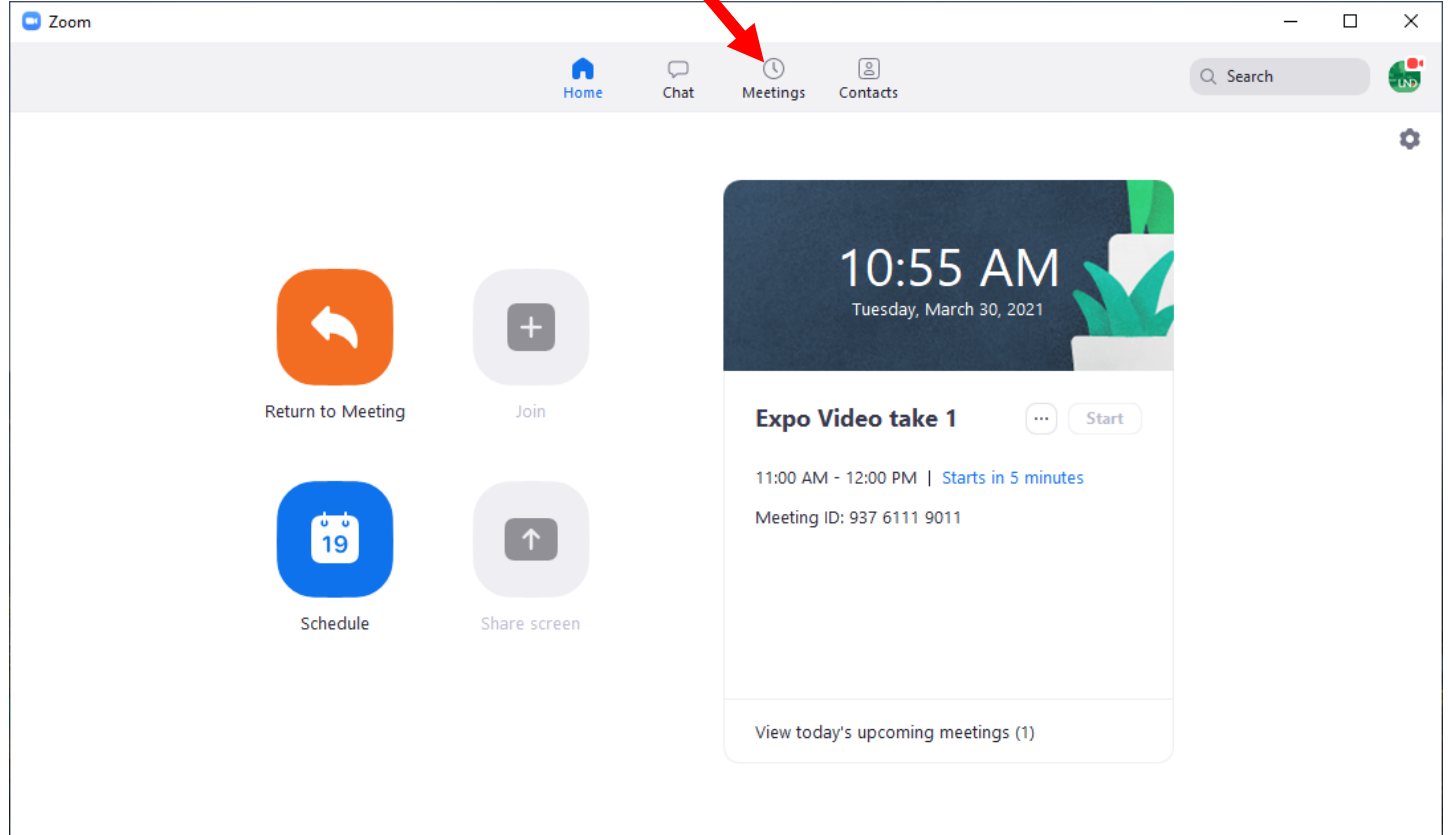 Zoom
Home
Chat
Meetings
Contacts
Search
UND
10:55 AM
Tuesday, March 30, 2021
Return to Meeting
Join
Expo Video take 1
...
Start
11:00 AM - 12:00 PM | Starts in 5 minutes
Meeting ID: 937 6111 9011
19
Schedule
Share screen
View today's upcoming meetings (1)